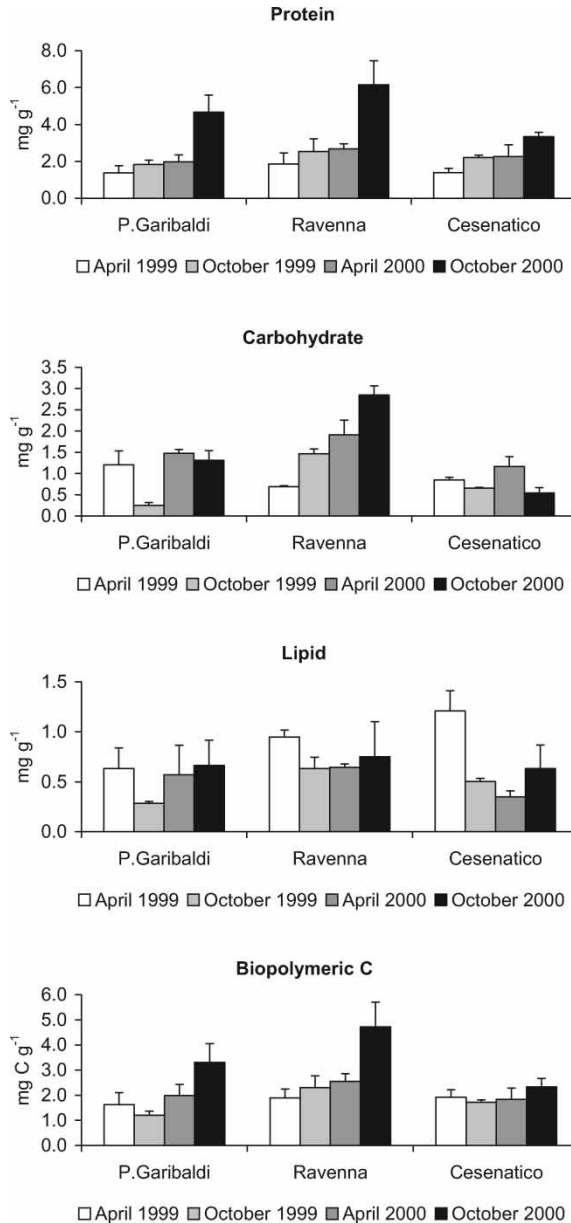 Protein
8.0
6.0
4.0
2.0
0.0
mg g-1
P.Garibaldi Ravenna Cesenatico
April 1999 October 1999 April 2000 October 2000
Carbohydrate
3.5
3.0
2.5
2.0
1.5
1.0
0.5
0.0
mg g-1
P.Garibaldi Ravenna Cesenatico
April 1999 October 1999 April 2000 October 2000
Lipid
1.5
1.0
0.5
0.0
mg g-1
P.Garibaldi Ravenna Cesenatico
April 1999 October 1999 April 2000 October 2000
Biopolymeric C
6.0
5.0
4.0
3.0
2.0
1.0
0.0
mg C g-1
P.Garibaldi Ravenna Cesenatico
April 1999 October 1999 April 2000 October 2000